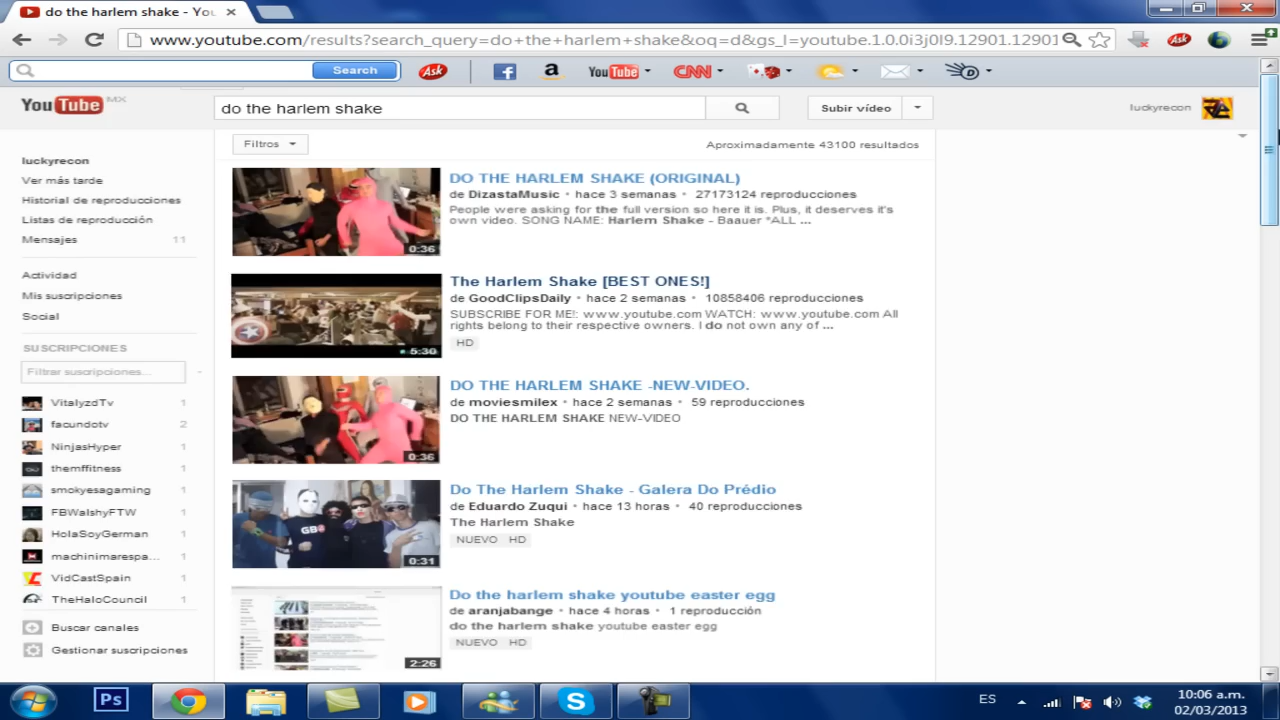 do the harlem shake - You
www.youtube.com/results?search_query=do+the+harlem+shake&oq=d&gs_l=youtube.1.0.0i3j0l9.12901.12901
Search
Ask
a
YouTube
CNN
Ask
YouTube MX
do the harlem shake
Subir vídeo
luckyrecon
Filtros
Aproximadamente 43100 resultados
luckyrecon
Ver más tarde
Historial de reproducciones
Listas de reproducción
Mensajes 11
Actividad
Mis suscripciones
Social
SUSCRIPCIONES
Filtrar suscripciones...
VitalyzdTv 1
facundotv 2
NinjasHyper 1
themffitness 1
smokyesagaming 1
FBWalshyFTW 1
HolaSoyGerman 1
machinimarespa... 1
VidCastSpain 1
TheHaloCouncil 1
Buscar canales
Gestionar suscripciones
0:36
DO THE HARLEM SHAKE (ORIGINAL)
de DizastaMusic • hace 3 semanas • 27173124 reproducciones
People were asking for the full version so here it is. Plus, it deserves it's
own video. SONG NAME: Harlem Shake - Baauer *ALL ...
5:30
The Harlem Shake [BEST ONES!]
de GoodClipsDaily • hace 2 semanas • 10858406 reproducciones
SUBSCRIBE FOR ME!: www.youtube.com WATCH: www.youtube.com All
rights belong to their respective owners. I do not own any of ...
HD
0:36
DO THE HARLEM SHAKE -NEW-VIDEO.
de moviesmilex • hace 2 semanas • 59 reproducciones
DO THE HARLEM SHAKE NEW-VIDEO
0:31
Do The Harlem Shake - Galera Do Prédio
de Eduardo Zuqui • hace 13 horas • 40 reproducciones
The Harlem Shake
NUEVO HD
2:26
Do the harlem shake youtube easter egg
de aranjabange • hace 4 horas • 1 reproducción
do the harlem shake youtube easter egg
NUEVO HD
Ps
ES
10:06 a.m.
02/03/2013